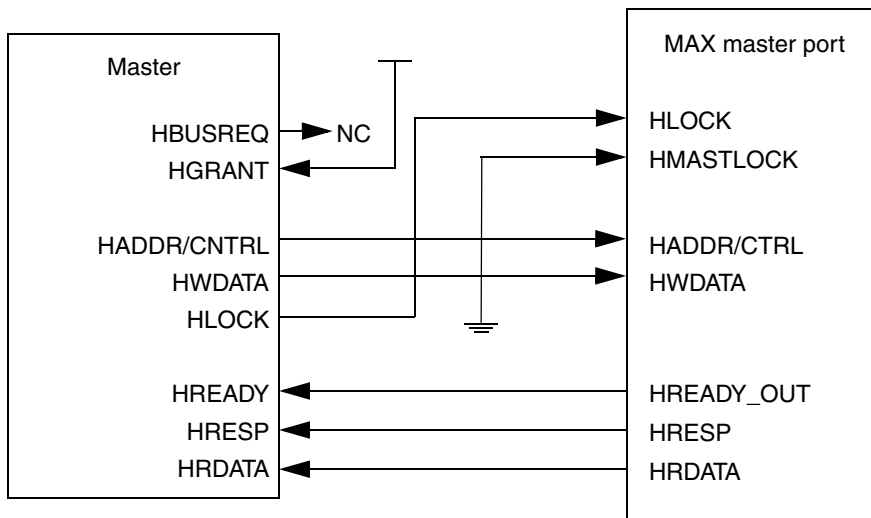 Master
HBUSREQ
NC
HGRANT
HADDR/CNTRL
HWDATA
HLOCK
HREADY
HRESP
HRDATA
MAX master port
HLOCK
HMASTLOCK
HADDR/CTRL
HWDATA
HREADY_OUT
HRESP
HRDATA